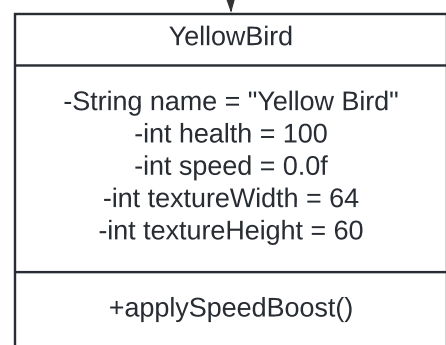 YellowBird
-String name = "Yellow Bird"
-int health = 100
-int speed = 0.0f
-int textureWidth = 64
-int textureHeight = 60
+applySpeedBoost()